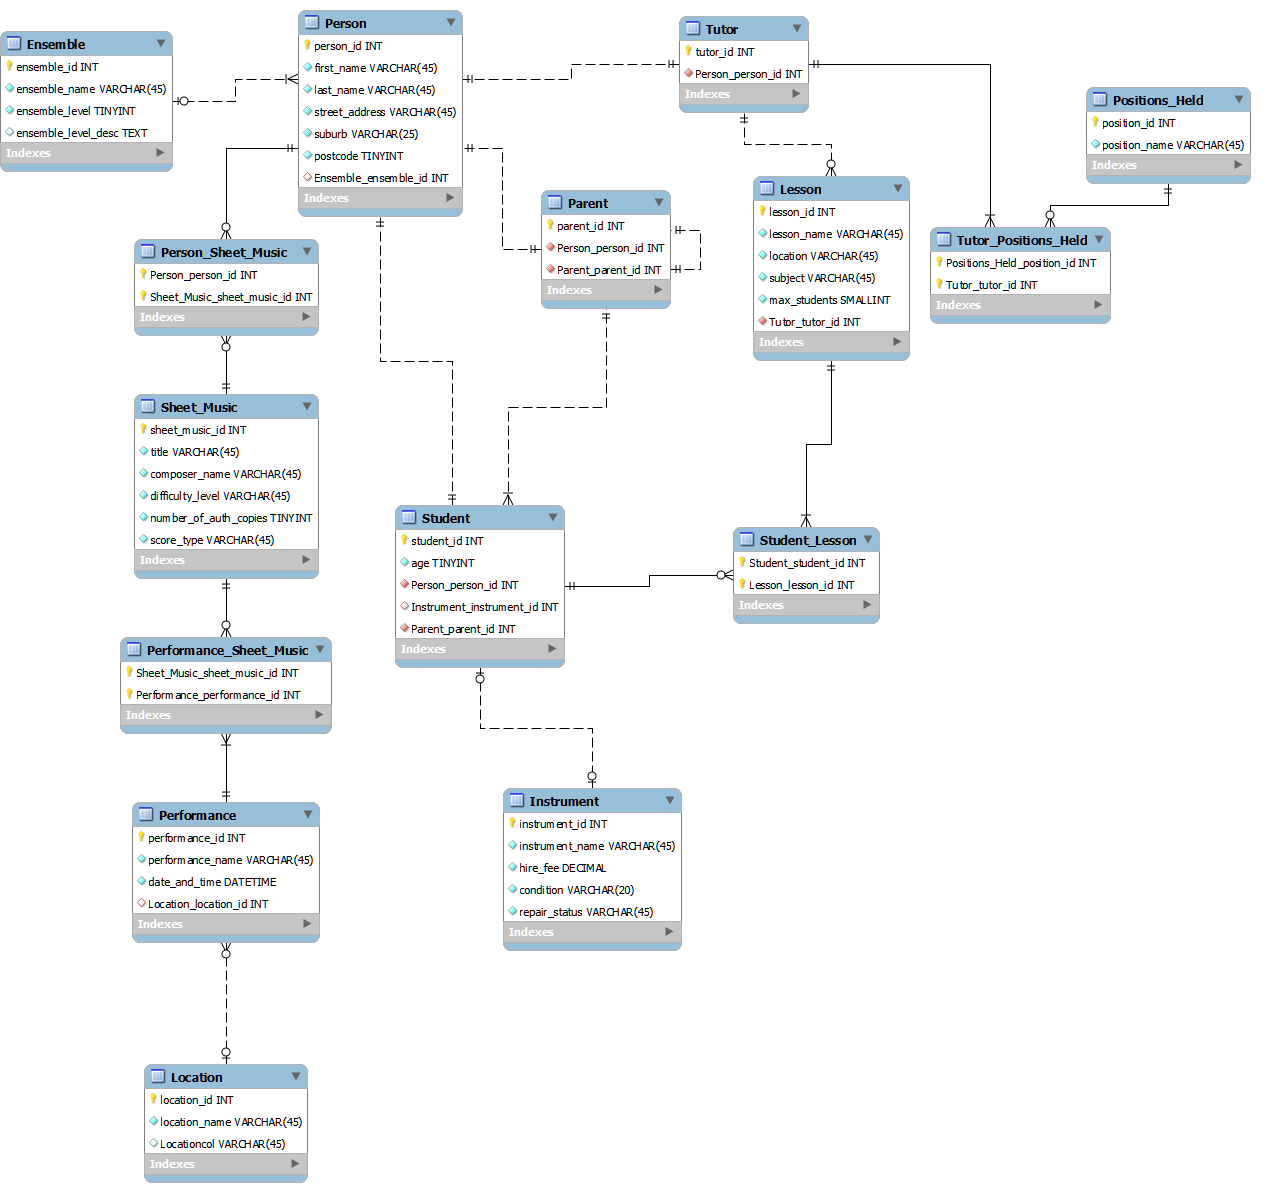 Ensemble
ensemble_id INT
ensemble_name VARCHAR(45)
ensemble_level TINYINT
ensemble_level_desc TEXT
Indexes
Person
person_id INT
first_name VARCHAR(45)
last_name VARCHAR(45)
street_address VARCHAR(45)
suburb VARCHAR(25)
postcode TINYINT
Ensemble_ensemble_id INT
Indexes
Tutor
tutor_id INT
Person_person_id INT
Indexes
Positions_Held
position_id INT
position_name VARCHAR(45)
Indexes
Parent
parent_id INT
Person_person_id INT
Parent_parent_id INT
Indexes
Lesson
lesson_id INT
lesson_name VARCHAR(45)
location VARCHAR(45)
subject VARCHAR(45)
max_students SMALLINT
Tutor_tutor_id INT
Indexes
Tutor_Positions_Held
Positions_Held_position_id INT
Tutor_tutor_id INT
Indexes
Person_Sheet_Music
Person_person_id INT
Sheet_Music_sheet_music_id INT
Indexes
Sheet_Music
sheet_music_id INT
title VARCHAR(45)
composer_name VARCHAR(45)
difficulty_level VARCHAR(45)
number_of_auth_copies TINYINT
score_type VARCHAR(45)
Indexes
Student
student_id INT
age TINYINT
Person_person_id INT
Instrument_instrument_id INT
Parent_parent_id INT
Indexes
Student_Lesson
Student_student_id INT
Lesson_lesson_id INT
Indexes
Performance_Sheet_Music
Sheet_Music_sheet_music_id INT
Performance_performance_id INT
Indexes
Performance
performance_id INT
performance_name VARCHAR(45)
date_and_time DATETIME
Location_location_id INT
Indexes
Instrument
instrument_id INT
instrument_name VARCHAR(45)
hire_fee DECIMAL
condition VARCHAR(20)
repair_status VARCHAR(45)
Indexes
Location
location_id INT
location_name VARCHAR(45)
Locationcol VARCHAR(45)
Indexes